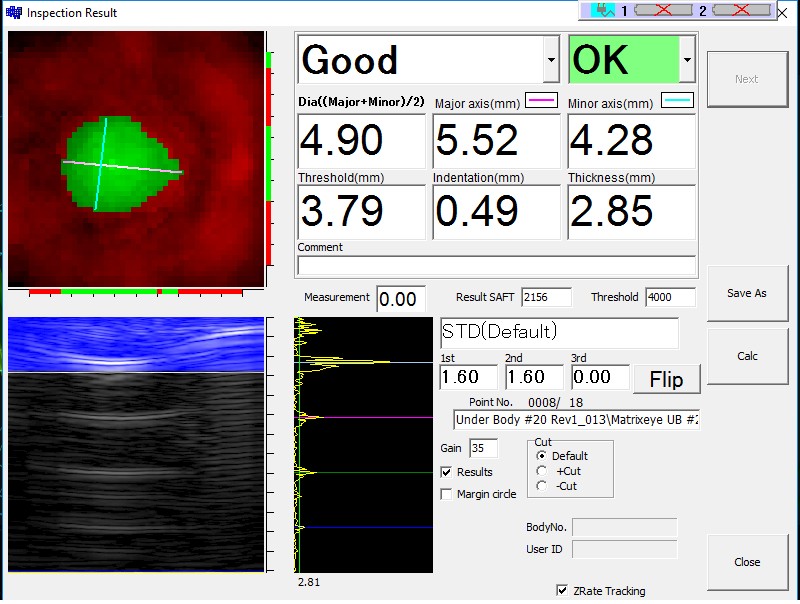 Inspection Result
1 2
Good OK
Next
Dia((Major+Minor)/2) Major axis(mm) Minor axis(mm)
4.90 5.52 4.28
Threshold(mm) Indentation(mm) Thickness(mm)
3.79 0.49 2.85
Comment
Measurement 0.00 Result SAFT 2156 Threshold 4000
Save As
STD(Default)
Calc
1st 2nd 3rd
1.60 1.60 0.00 Flip
Point No. 0008/ 18
Under Body #20 Rev1_013\Matrixeye UB #2
Gain 35
Cut
Default
+Cut
-Cut
Results
Margin circle
BodyNo.
User ID
Close
2.81
ZRate Tracking